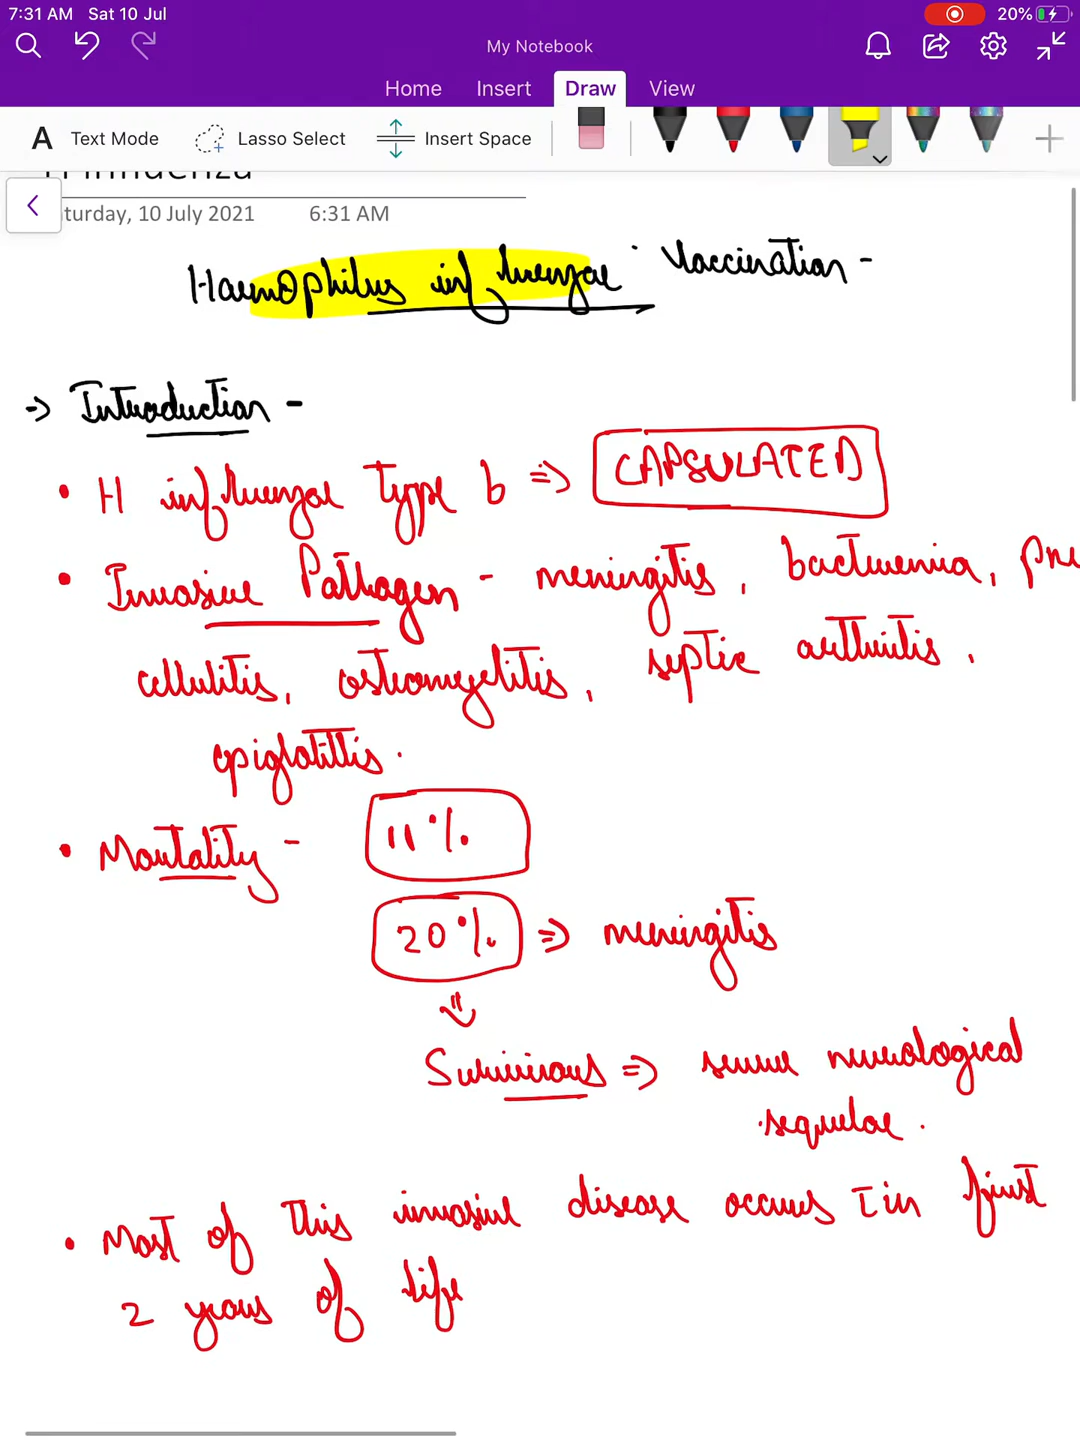 7:31 AM Sat 10 Jul 20%
My Notebook
Home Insert Draw View
A Text Mode Lasso Select Insert Space
H Influenza
turday, 10 July 2021 6:31 AM
Haemophilus influenzae Vaccination -
⇒ Introduction -
• H influenzae type b ⇒ CAPSULATED
• Invasive Pathogen - meningitis, bacteremia, pne
cellulitis, osteomyelitis, septic arthritis,
epiglotittis.
• Mortality - 11%.
20%. ⇒ meningitis
⇓
Survivors ⇒ severe neurological
sequelae.
• Most of this invasive disease occurs in first
2 years of life